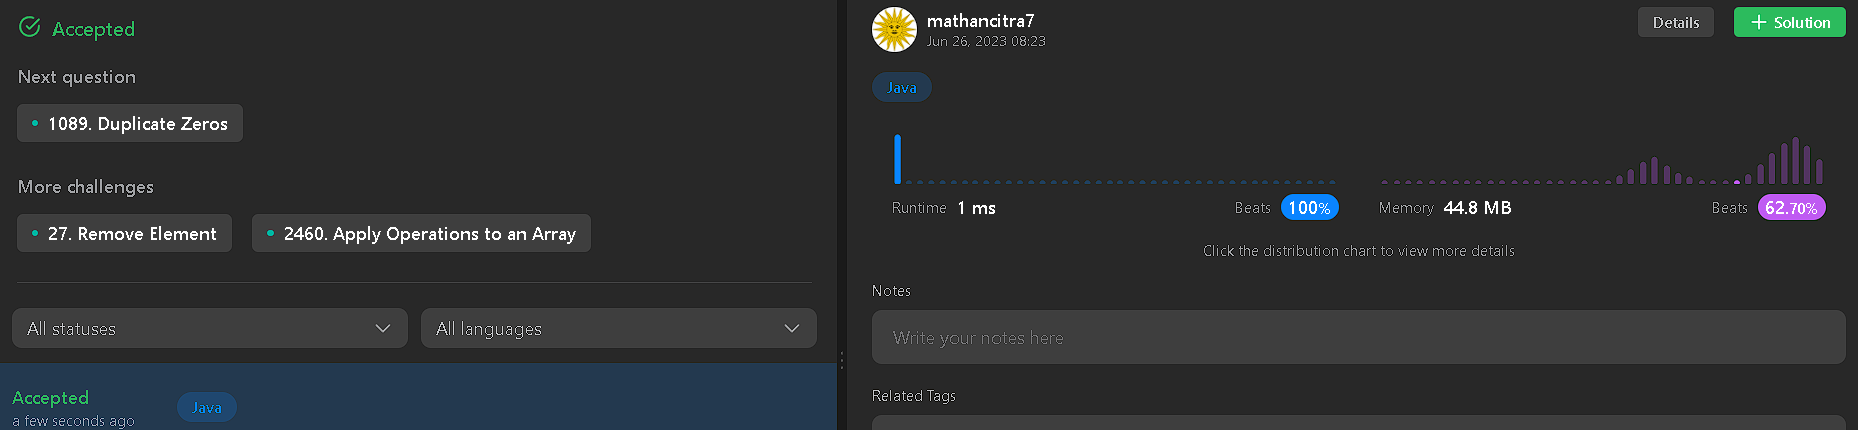 Accepted
Next question
1089. Duplicate Zeros
More challenges
27. Remove Element
2460. Apply Operations to an Array
All statuses
All languages
Accepted
Java
a few seconds ago
mathancitra7
Jun 26, 2023 08:23
Details
+ Solution
Java
Runtime 1 ms
Beats 100%
Memory 44.8 MB
Beats 62.70%
Click the distribution chart to view more details
Notes
Write your notes here
Related Tags